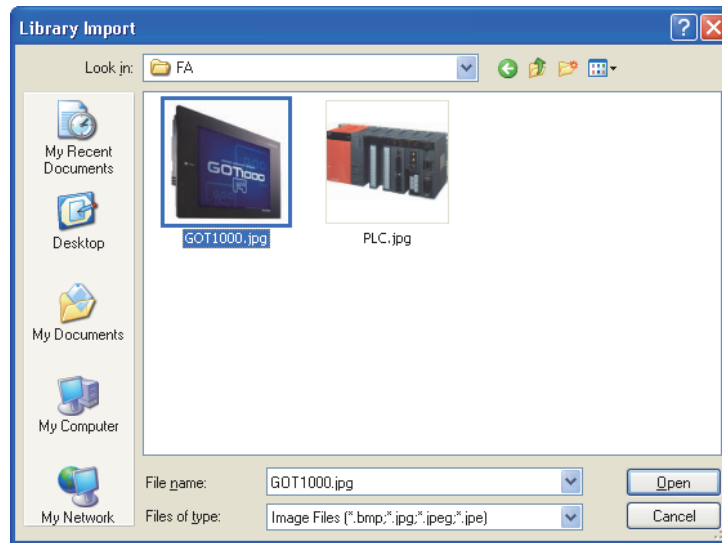 Library Import
Look in:
FA
My Recent
Documents
Desktop
My Documents
My Computer
My Network
GOT1000
GOT1000.jpg
PLC.jpg
File name:
GOT1000.jpg
Open
Files of type:
Image Files (*.bmp;*.jpg;*.jpeg;*.jpe)
Cancel